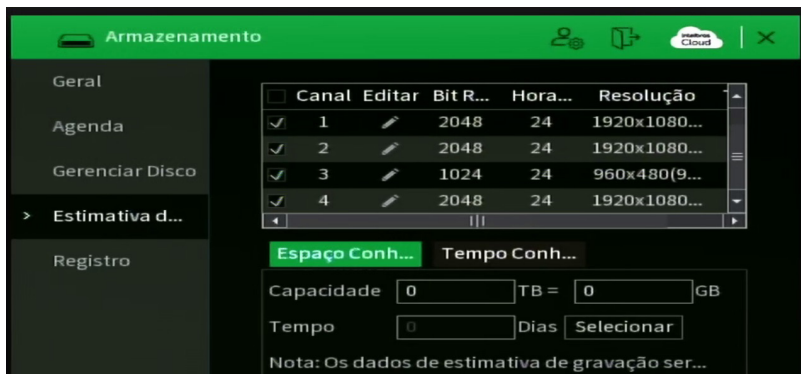 Armazenamento
intelbras
Cloud
Geral
Agenda
Gerenciar Disco
> Estimativa d...
Registro
Canal Editar Bit R... Hora... Resolução
1 2048 24 1920x1080...
2 2048 24 1920x1080...
3 1024 24 960x480(9...
4 2048 24 1920x1080...
Espaço Conh... Tempo Conh...
Capacidade 0 TB = 0 GB
Tempo 0 Dias Selecionar
Nota: Os dados de estimativa de gravação ser...